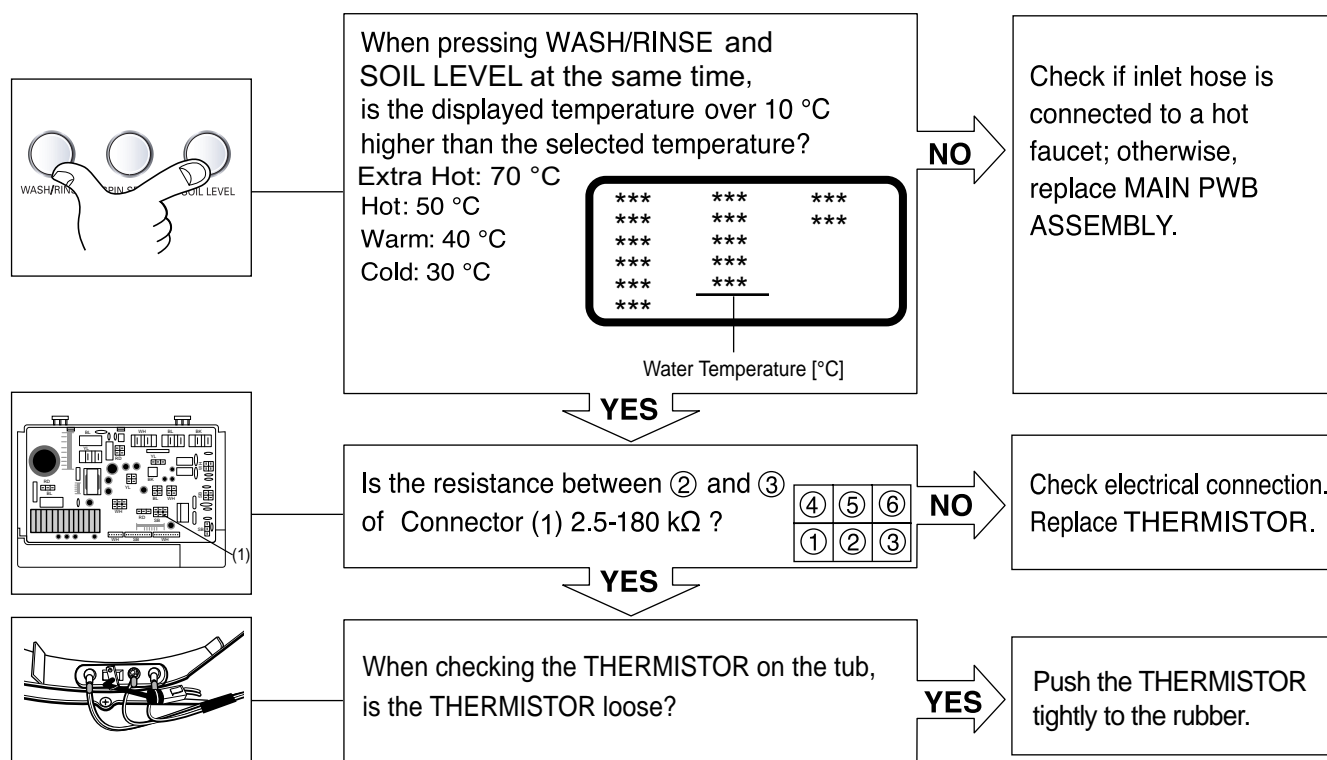 When pressing WASH/RINSE and
SOIL LEVEL at the same time,
is the displayed temperature over 10 °C
higher than the selected temperature?
Extra Hot: 70 °C
Hot: 50 °C
Warm: 40 °C
Cold: 30 °C
*** *** ***
*** *** ***
*** ***
*** ***
*** ***
***
Water Temperature [°C]
WASH/RINS
SPIN S
SOIL LEVEL
NO
Check if inlet hose is
connected to a hot
faucet; otherwise,
replace MAIN PWB
ASSEMBLY.
YES
(1)
Is the resistance between ② and ③
of Connector (1) 2.5-180 kΩ ?
④ ⑤ ⑥
① ② ③
NO
Check electrical connection.
Replace THERMISTOR.
YES
When checking the THERMISTOR on the tub,
is the THERMISTOR loose?
YES
Push the THERMISTOR
tightly to the rubber.